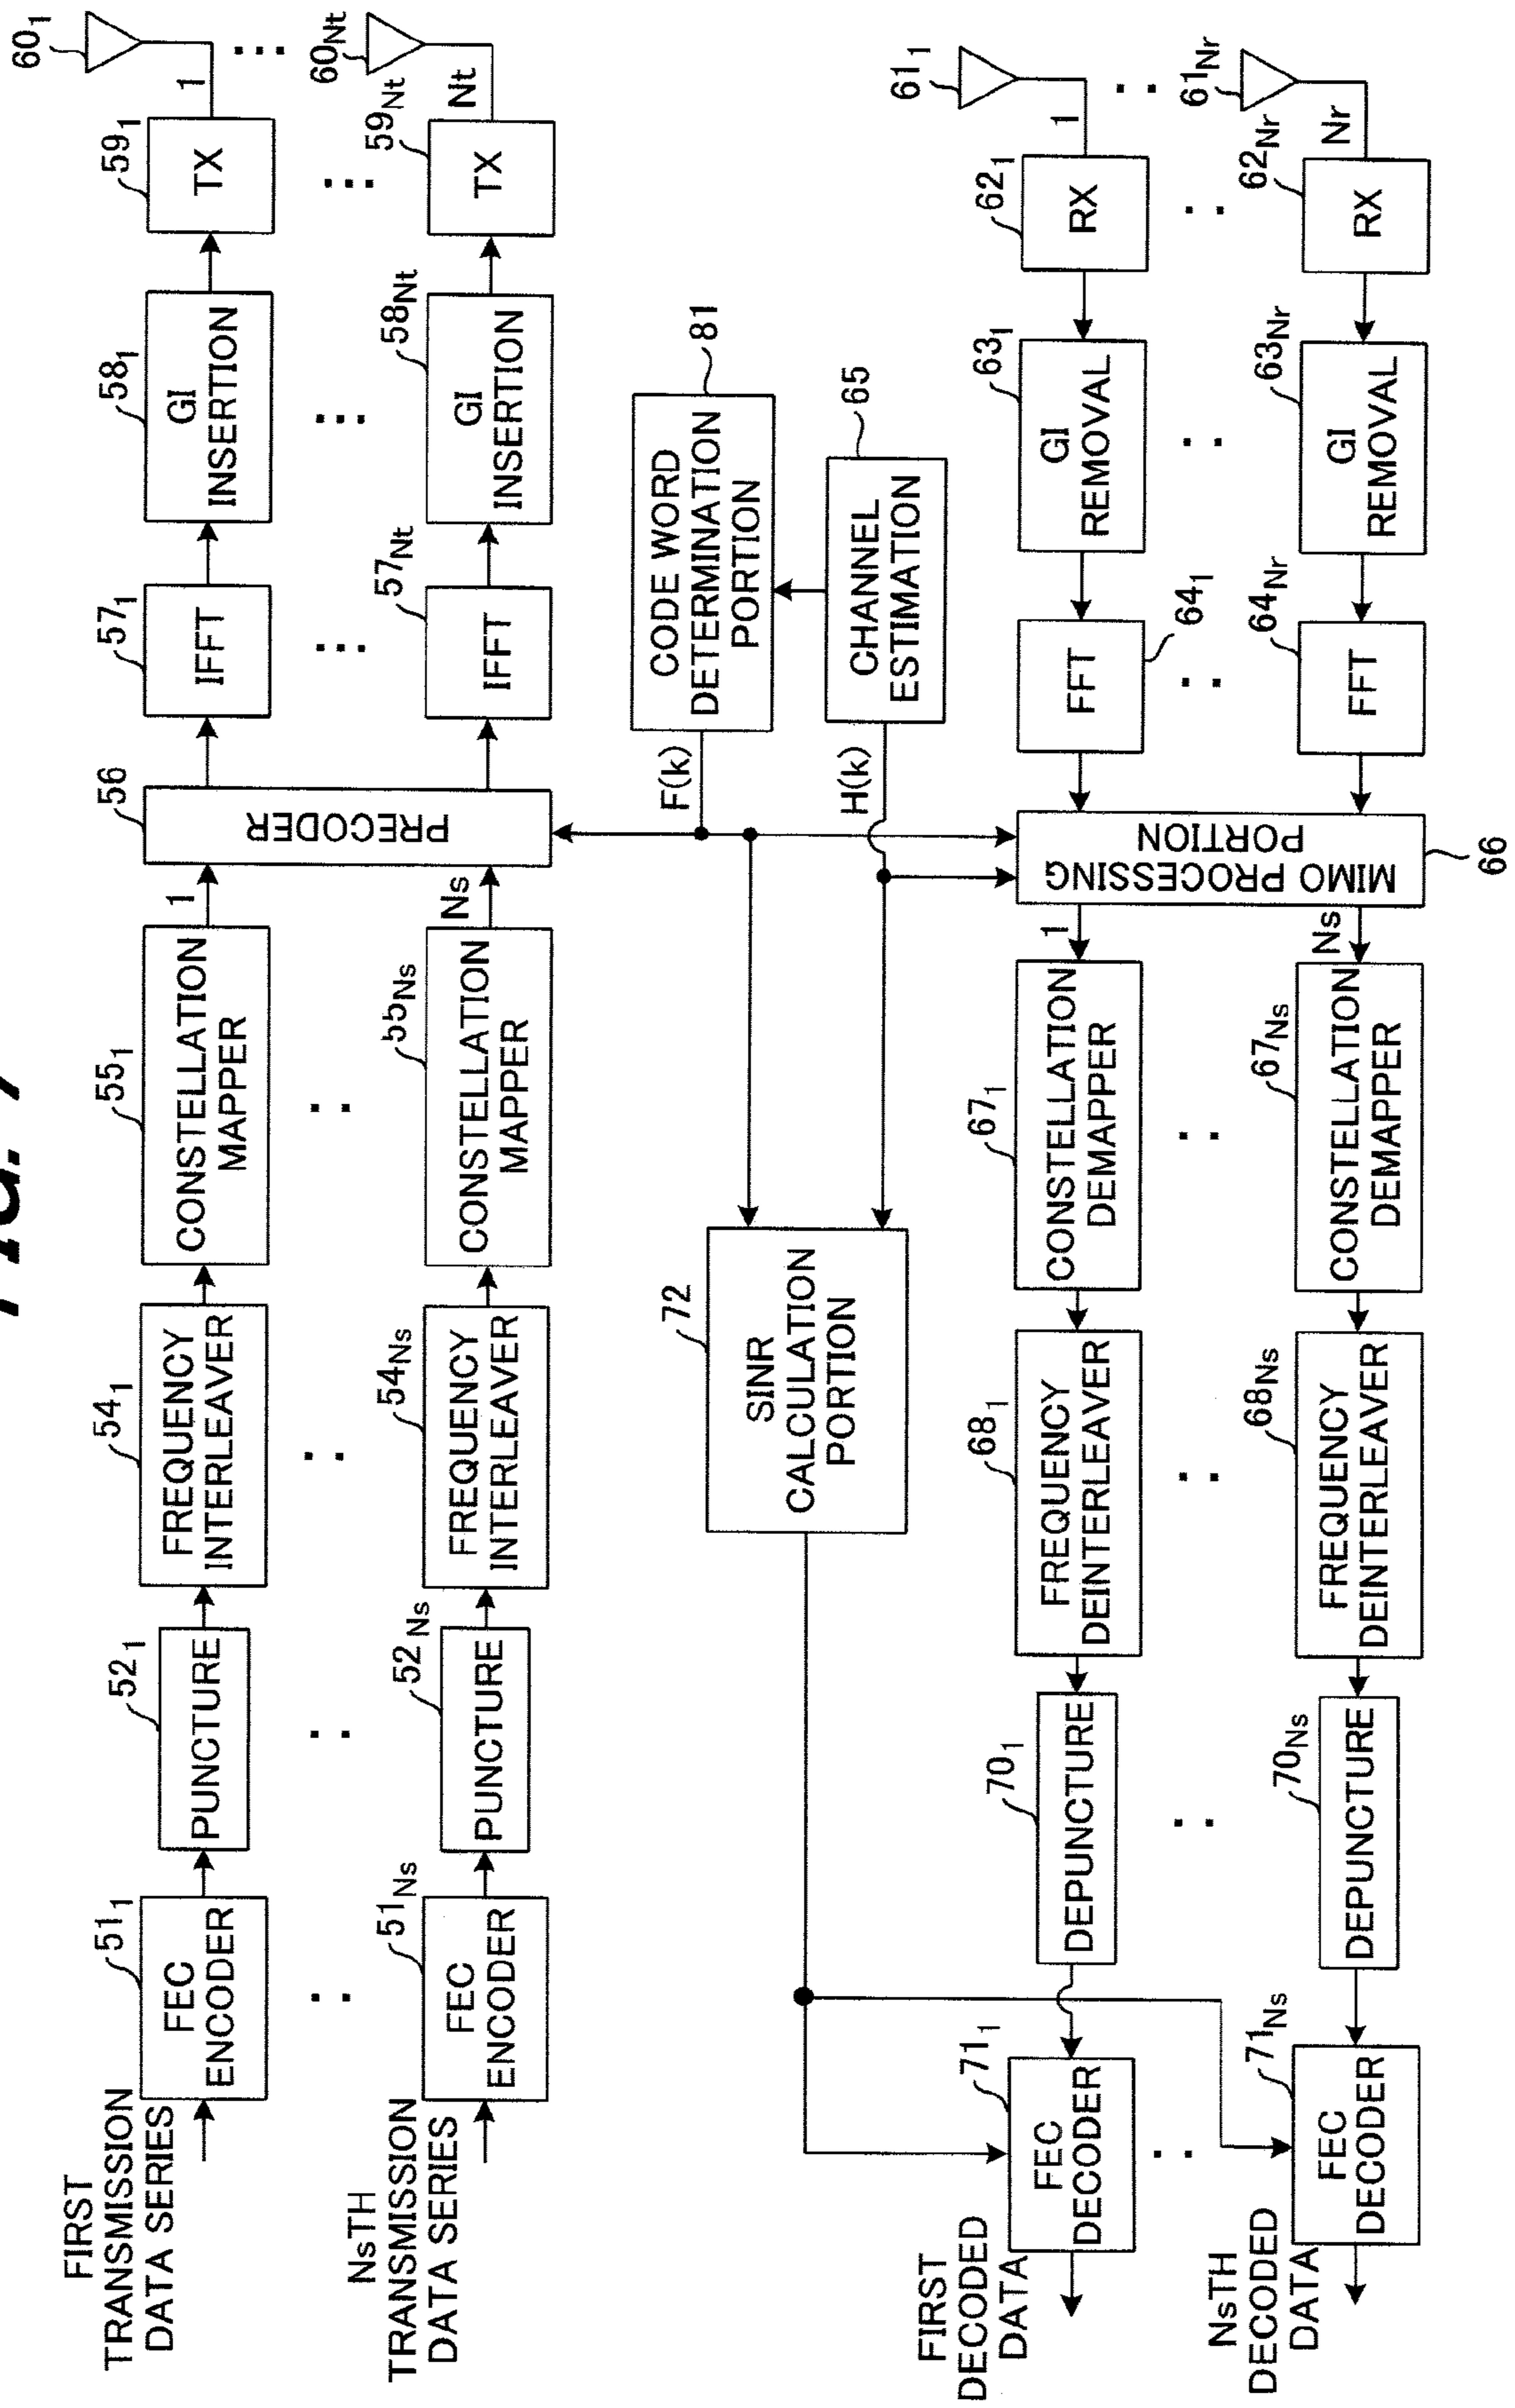 FIG. 7
FIRST
TRANSMISSION
DATA SERIES
51₁
FEC
ENCODER
52₁
PUNCTURE
54₁
FREQUENCY
INTERLEAVER
55₁
CONSTELLATION
MAPPER
1
56
PRECODER
57₁
IFFT
58₁
GI
INSERTION
59₁
TX
1
60₁
NsTH
TRANSMISSION
DATA SERIES
51Ns
FEC
ENCODER
52Ns
PUNCTURE
54Ns
FREQUENCY
INTERLEAVER
55Ns
CONSTELLATION
MAPPER
Ns
57Nt
IFFT
58Nt
GI
INSERTION
59Nt
TX
Nt
60Nt
72
SINR
CALCULATION
PORTION
F(k)
CODE WORD
DETERMINATION
PORTION
81
H(k)
CHANNEL
ESTIMATION
65
FIRST
DECODED
DATA
71₁
FEC
DECODER
70₁
DEPUNCTURE
68₁
FREQUENCY
DEINTERLEAVER
67₁
CONSTELLATION
DEMAPPER
1
MIMO PROCESSING
PORTION
66
FFT
64₁
63₁
GI
REMOVAL
62₁
RX
1
61₁
NsTH
DECODED
DATA
71Ns
FEC
DECODER
70Ns
DEPUNCTURE
68Ns
FREQUENCY
DEINTERLEAVER
67Ns
CONSTELLATION
DEMAPPER
Ns
64Nr
FFT
63Nr
GI
REMOVAL
62Nr
RX
Nr
61Nr